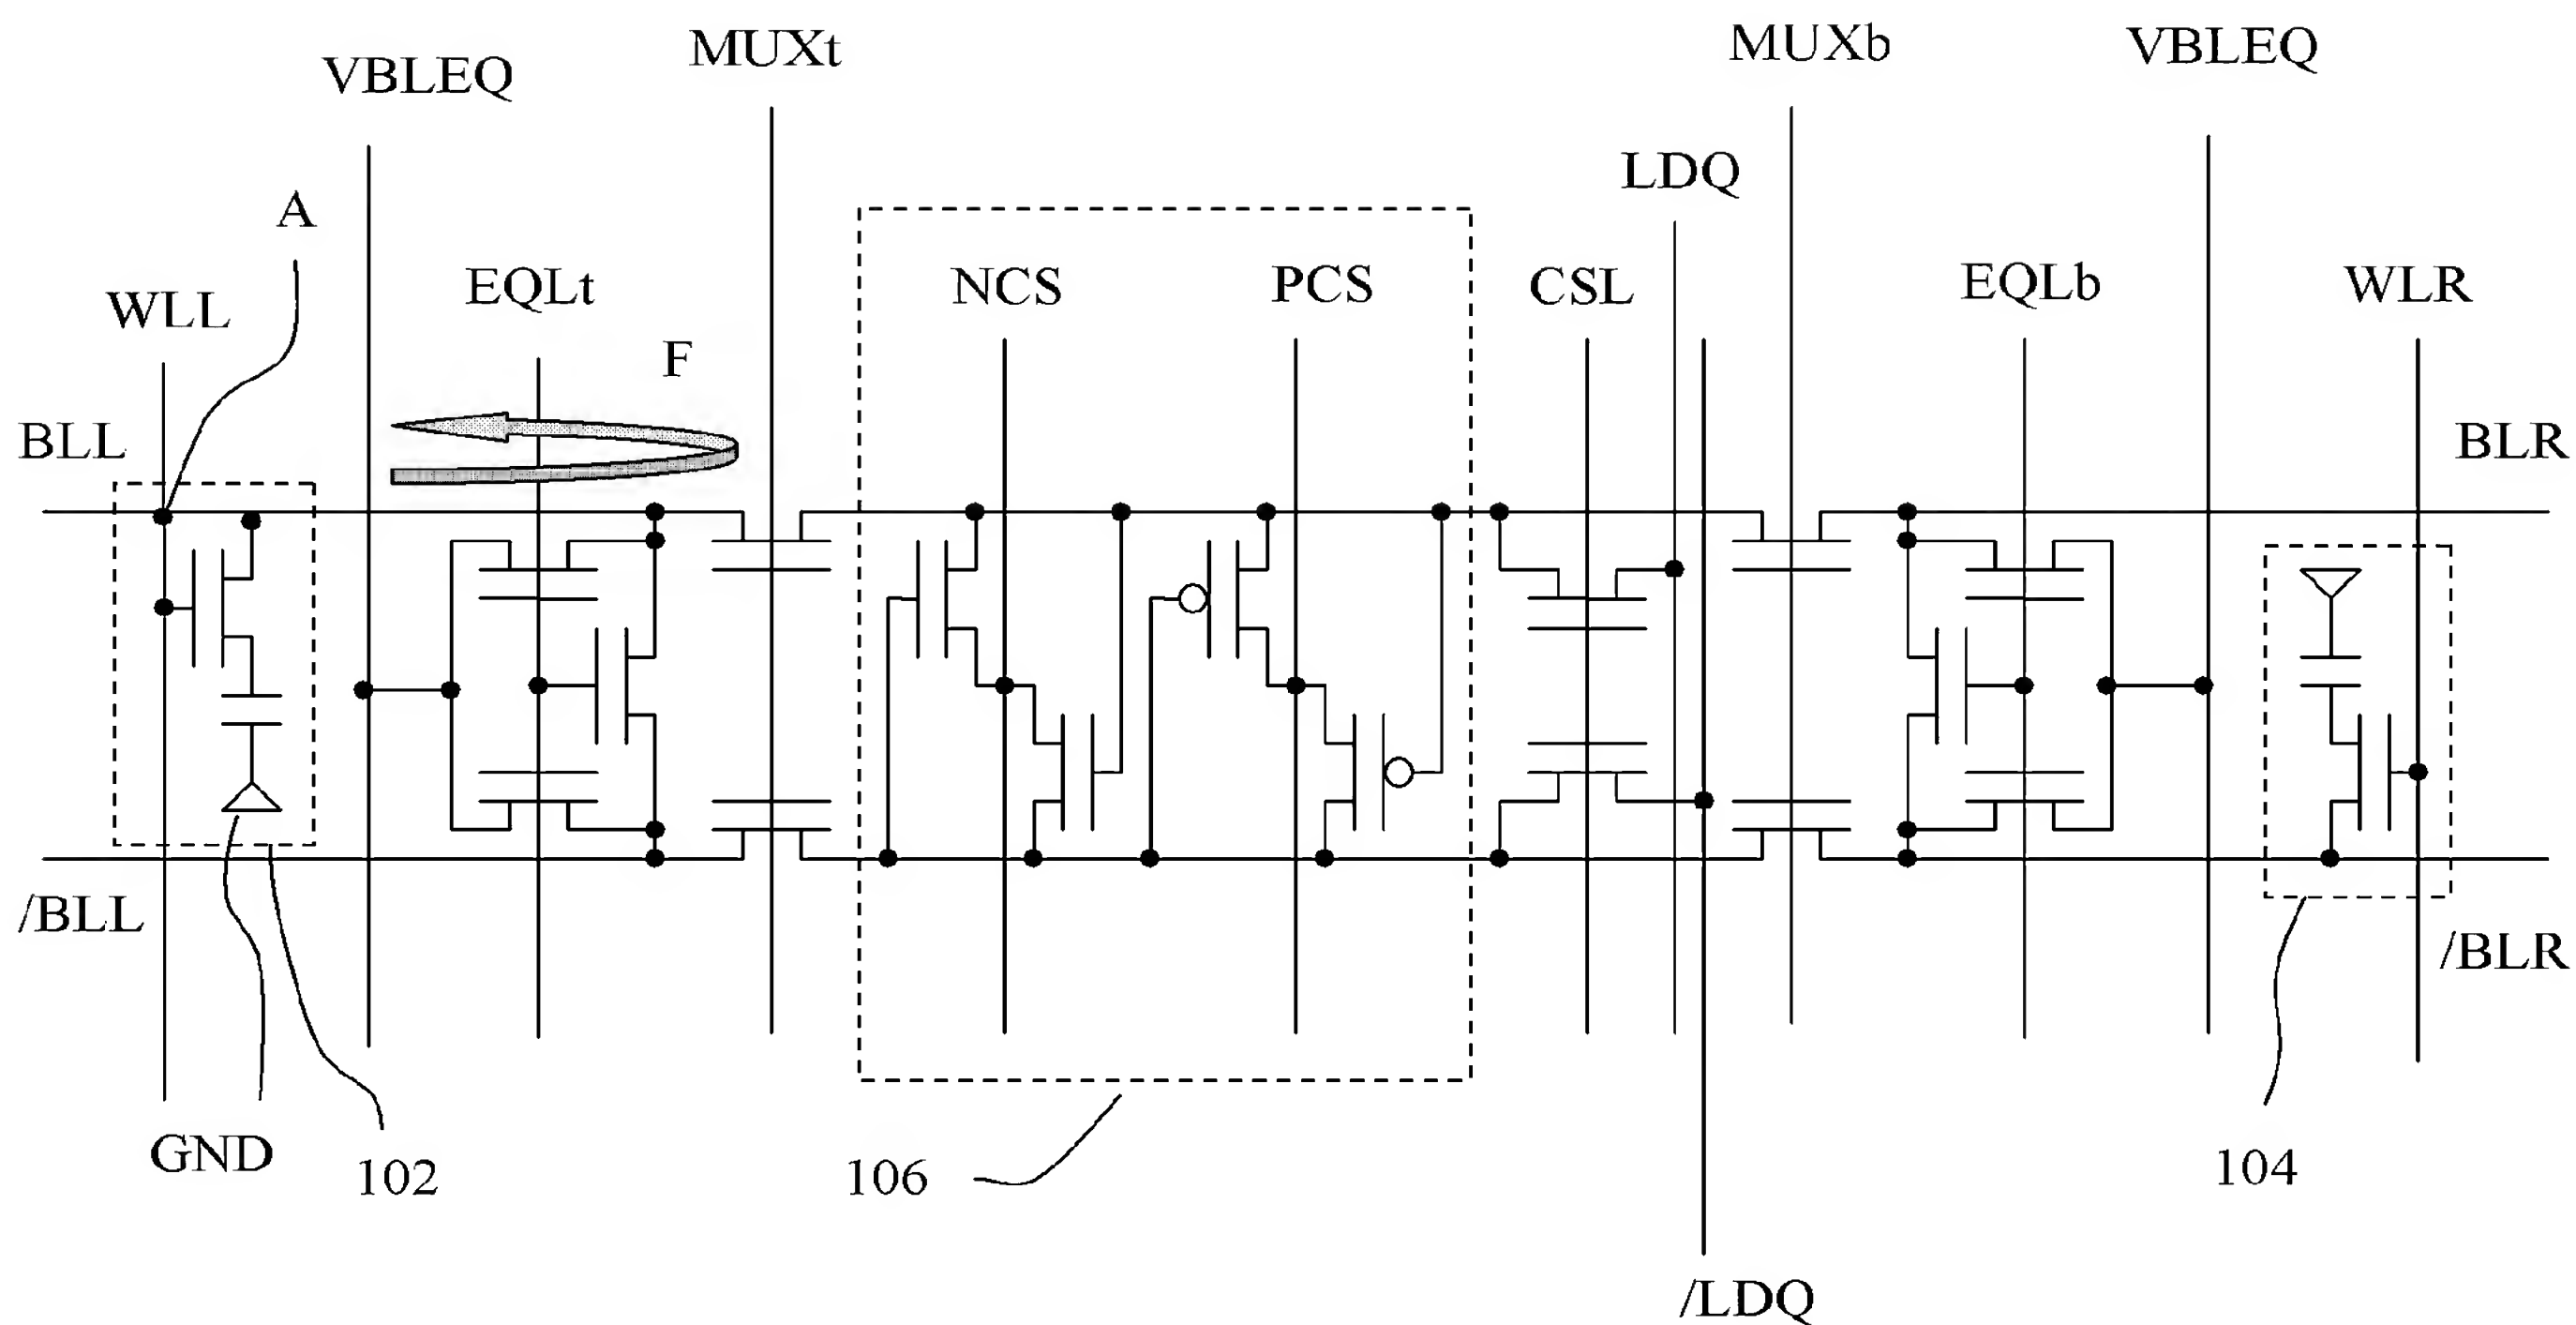 MUXt
MUXb
VBLEQ
VBLEQ
LDQ
A
WLL
EQLt
NCS
PCS
CSL
EQLb
WLR
F
BLL
BLR
/BLL
/BLR
GND
102
106
104
/LDQ